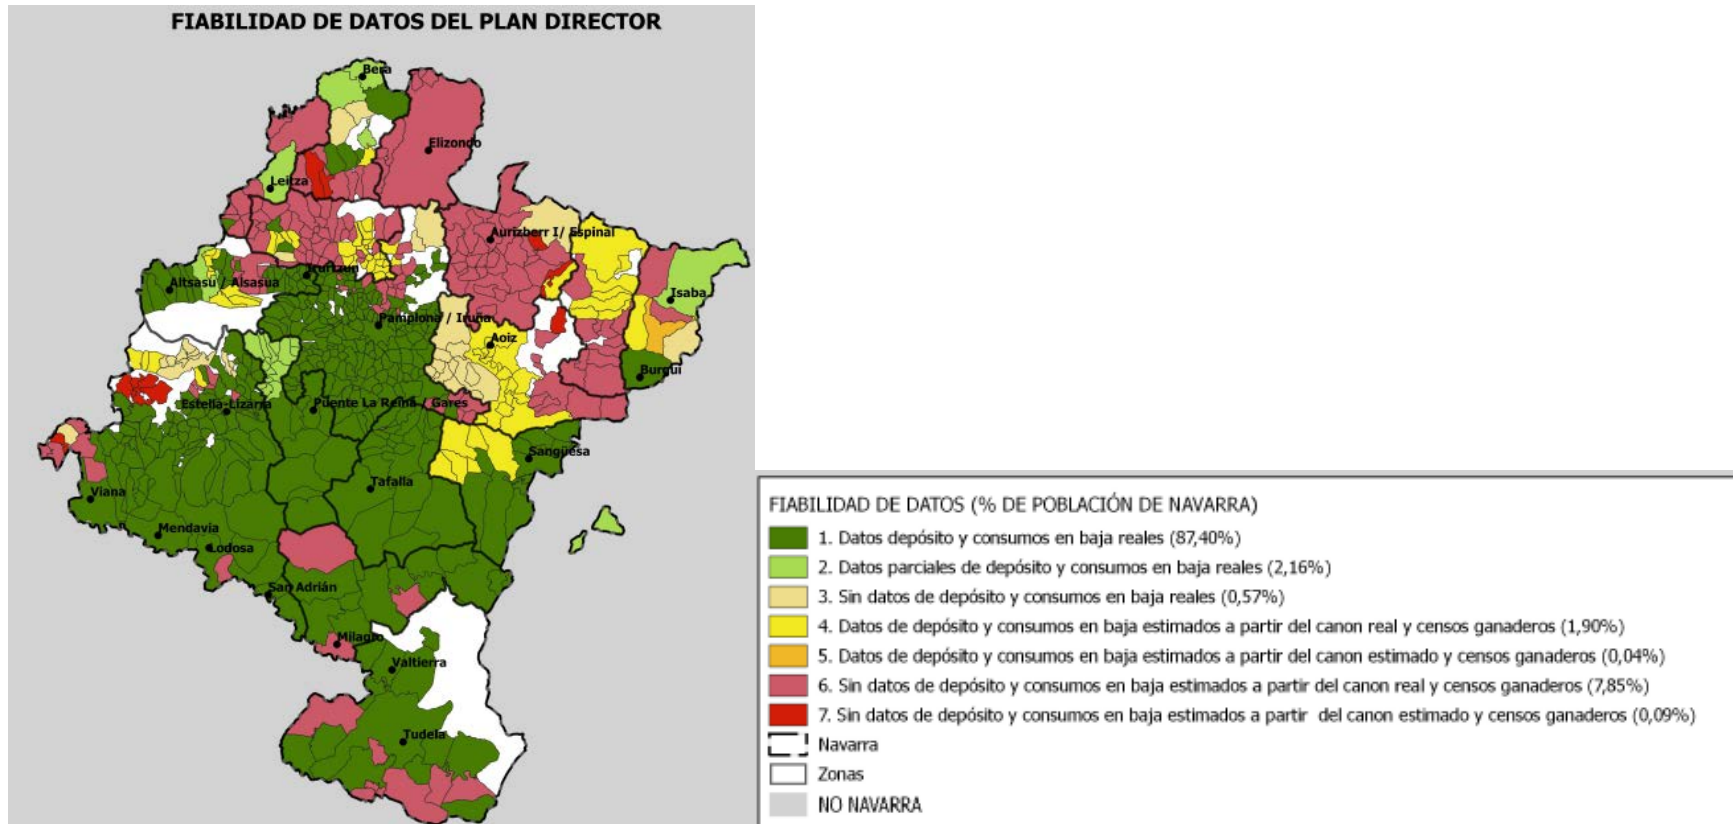 FIABILIDAD DE DATOS DEL PLAN DIRECTOR
Bera
Elizondo
Leitza
Aurizberr I/ Espinal
Irurtzun
Altsasu / Alsasua
Isaba
Pamplona / Iruña
Aoiz
Burgui
Estella-Lizarra
Puente La Reina / Gares
Sangüesa
Tafalla
Viana
Mendavia
Lodosa
San Adrián
Milagro
Valtierra
Tudela
FIABILIDAD DE DATOS (% DE POBLACIÓN DE NAVARRA)
1. Datos depósito y consumos en baja reales (87,40%)
2. Datos parciales de depósito y consumos en baja reales (2,16%)
3. Sin datos de depósito y consumos en baja reales (0,57%)
4. Datos de depósito y consumos en baja estimados a partir del canon real y censos ganaderos (1,90%)
5. Datos de depósito y consumos en baja estimados a partir del canon estimado y censos ganaderos (0,04%)
6. Sin datos de depósito y consumos en baja estimados a partir del canon real y censos ganaderos (7,85%)
7. Sin datos de depósito y consumos en baja estimados a partir del canon estimado y censos ganaderos (0,09%)
Navarra
Zonas
NO NAVARRA